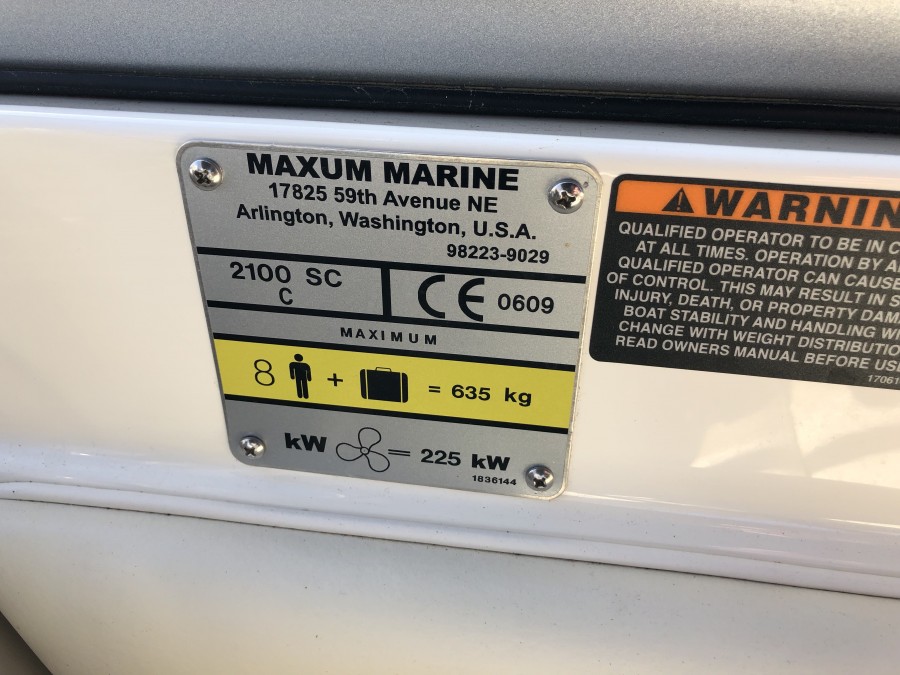 MAXUM MARINE
17825 59th Avenue NE
Arlington, Washington, U.S.A.
98223-9029
2100 SC
C
CE 0609
MAXIMUM
8 + = 635 kg
kW = 225 kW
1836144
WARNIN
QUALIFIED OPERATOR TO BE IN C
AT ALL TIMES. OPERATION BY A
QUALIFIED OPERATOR CAN CAUSE
OF CONTROL. THIS MAY RESULT IN S
INJURY, DEATH, OR PROPERTY DAM
BOAT STABILITY AND HANDLING WI
CHANGE WITH WEIGHT DISTRIBUTIO
READ OWNERS MANUAL BEFORE USE
17061